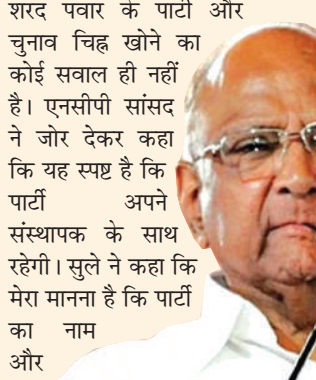 शरद पवार के पार्टी और
चुनाव चिह्न खोने का
कोई सवाल ही नहीं
है। एनसीपी सांसद
ने जोर देकर कहा
कि यह स्पष्ट है कि
पार्टी अपने
संस्थापक के साथ
रहेगी। सुले ने कहा कि
मेरा मानना है कि पार्टी
का नाम
और